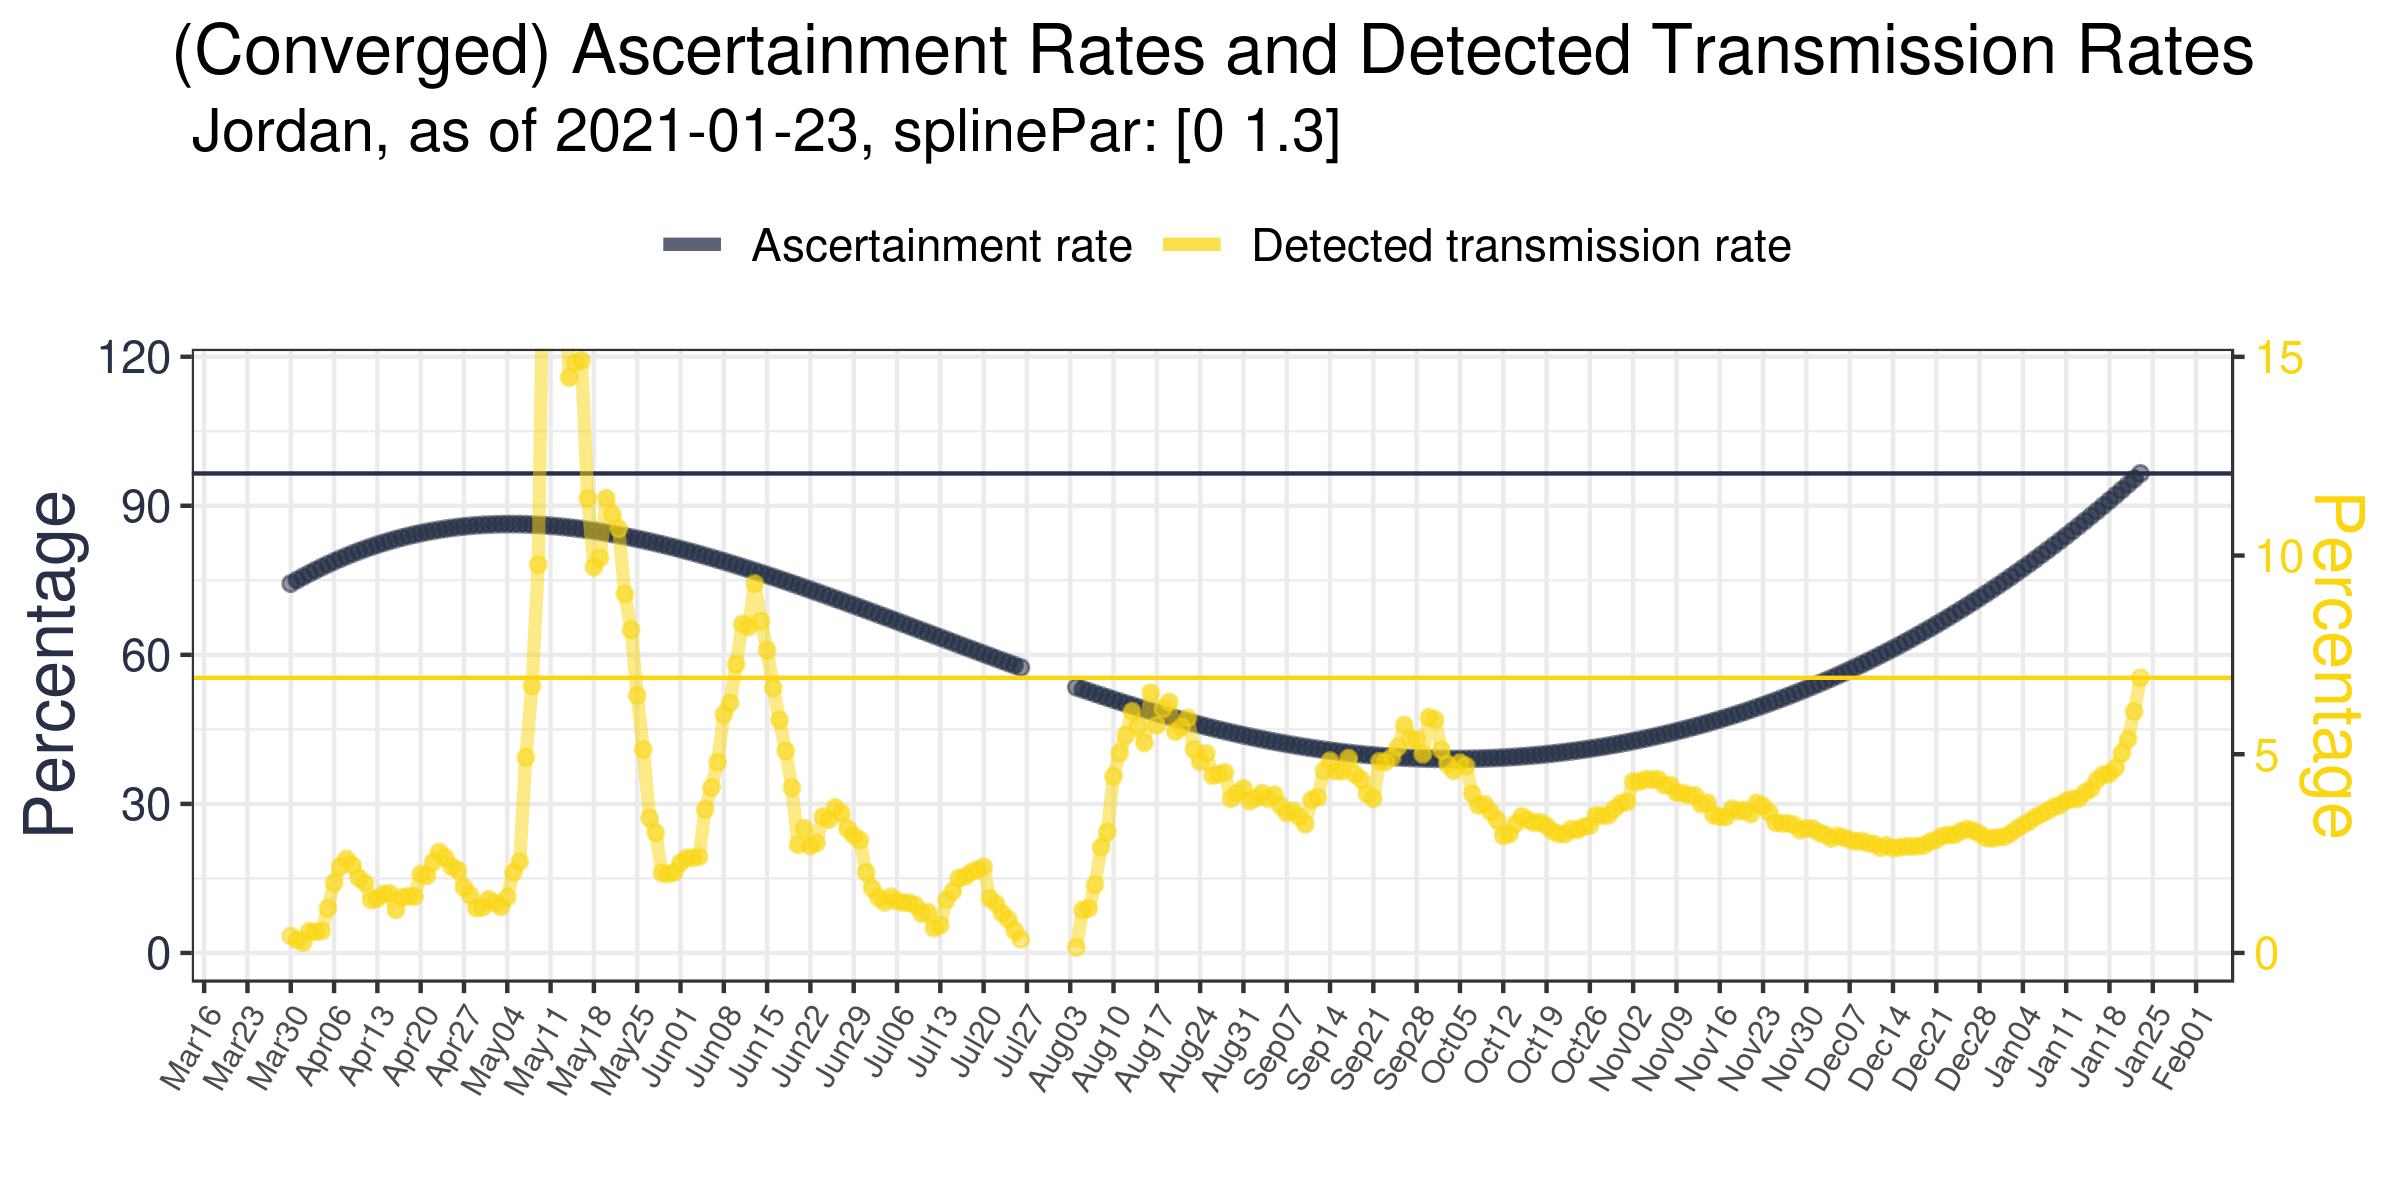 (Converged) Ascertainment Rates and Detected Transmission Rates
Jordan, as of 2021-01-23, splinePar: [0 1.3]
Ascertainment rate Detected transmission rate
Percentage
120
90
60
30
0
15
10
5
0
Percentage
Mar16 Mar23 Mar30 Apr06 Apr13 Apr20 Apr27 May04 May11 May18 May25 Jun01 Jun08 Jun15 Jun22 Jun29 Jul06 Jul13 Jul20 Jul27 Aug03 Aug10 Aug17 Aug24 Aug31 Sep07 Sep14 Sep21 Sep28 Oct05 Oct12 Oct19 Oct26 Nov02 Nov09 Nov16 Nov23 Nov30 Dec07 Dec14 Dec21 Dec28 Jan04 Jan11 Jan18 Jan25 Feb01